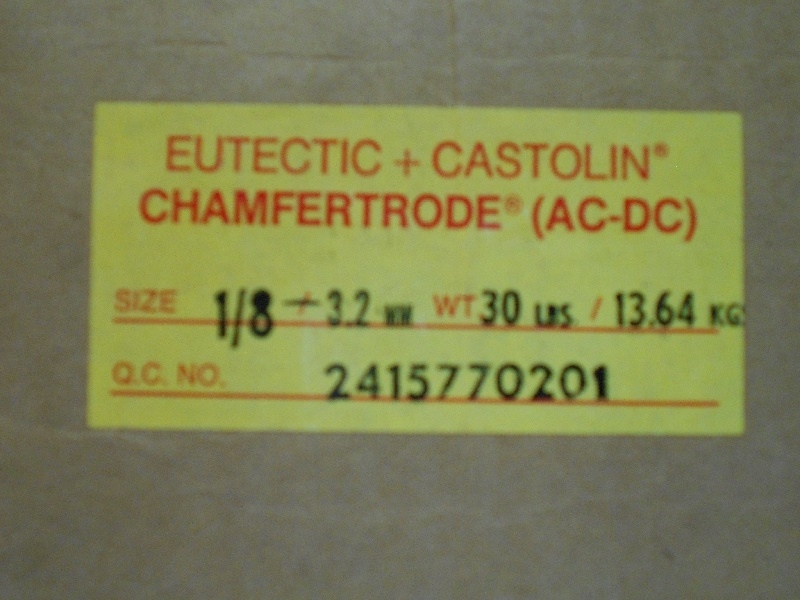 EUTECTIC + CASTOLIN®
CHAMFERTRODE® (AC-DC)
SIZE 1/8 / 3.2 MM WT 30 LBS. / 13.64 KGS
Q.C. NO. 2415770201